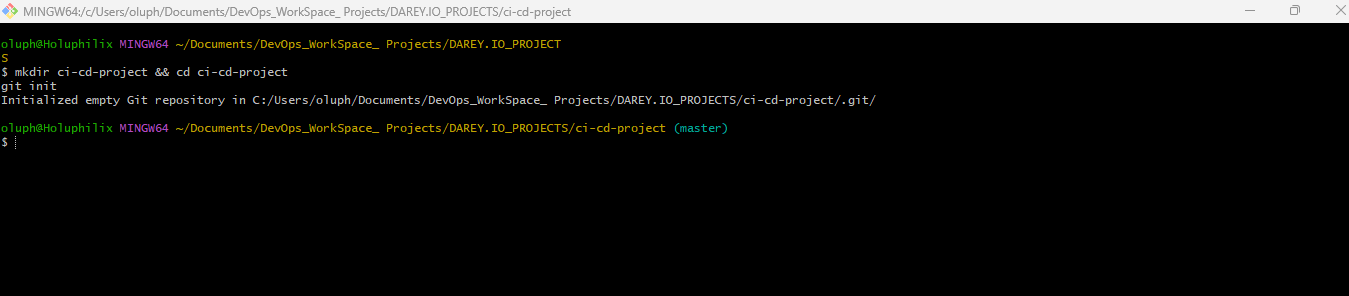 MINGW64:/c/Users/oluph/Documents/DevOps_WorkSpace_ Projects/DAREY.IO_PROJECTS/ci-cd-project
oluph@Holuphilix MINGW64 ~/Documents/DevOps_WorkSpace_ Projects/DAREY.IO_PROJECT
S
$ mkdir ci-cd-project && cd ci-cd-project
git init
Initialized empty Git repository in C:/Users/oluph/Documents/DevOps_WorkSpace_ Projects/DAREY.IO_PROJECTS/ci-cd-project/.git/
oluph@Holuphilix MINGW64 ~/Documents/DevOps_WorkSpace_ Projects/DAREY.IO_PROJECTS/ci-cd-project (master)
$